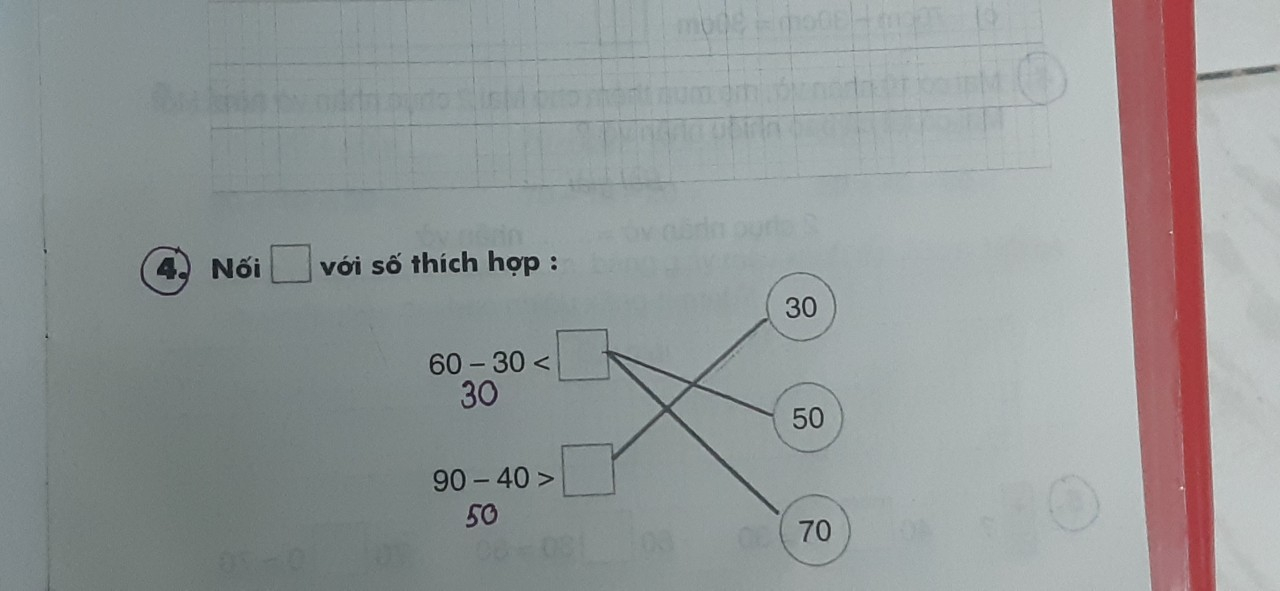 4. Nối □ với số thích hợp :
60 – 30 < □
30
90 – 40 > □
50
30
50
70